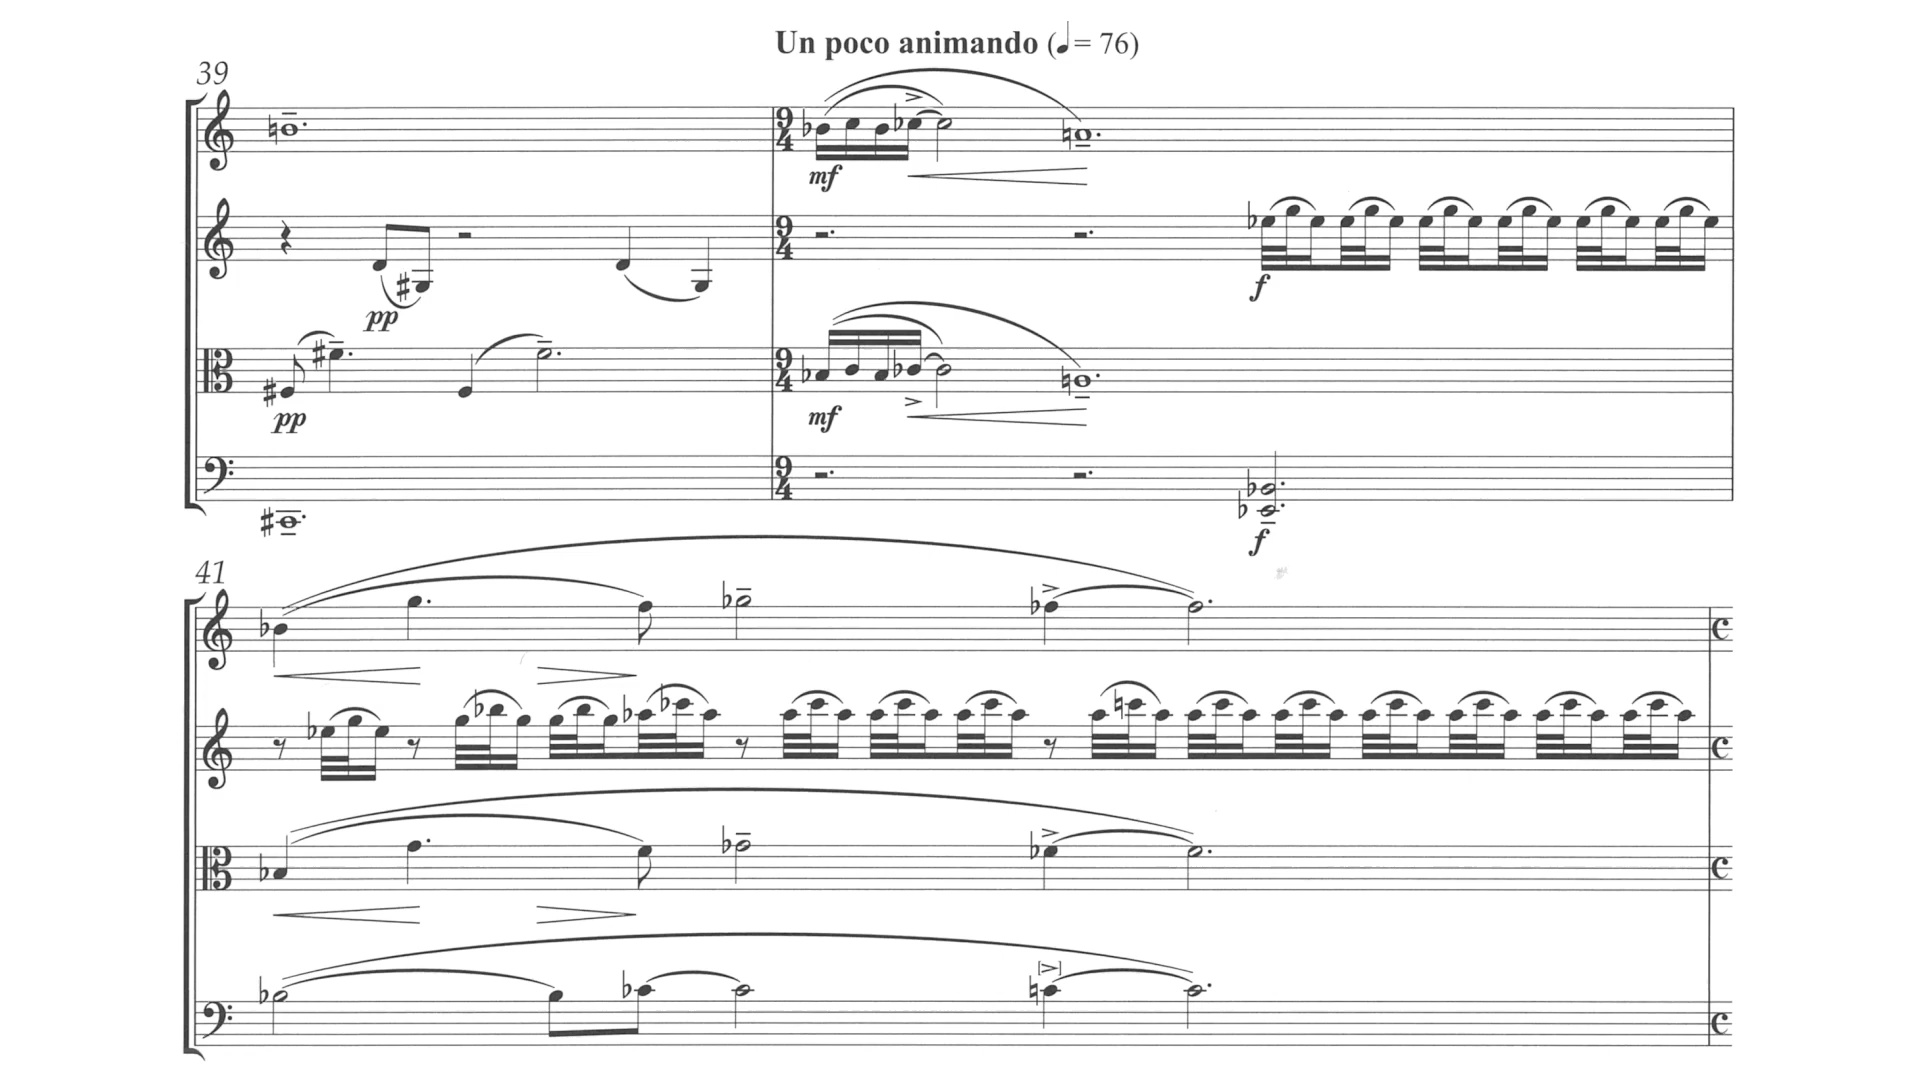 Un poco animando (♩= 76)
39
mf
f
pp
pp
mf
f
41